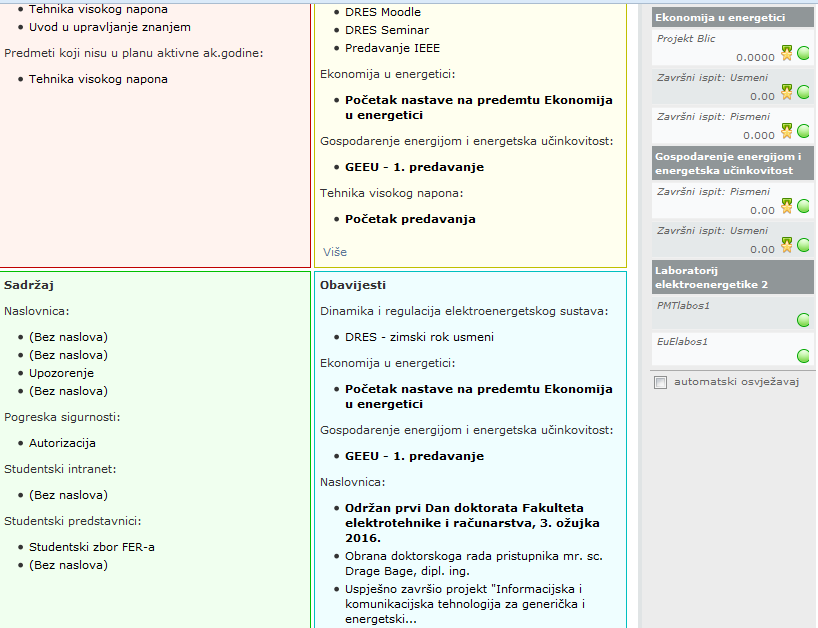 Tehnika visokog napona
Uvod u upravljanje znanjem
Predmeti koji nisu u planu aktivne ak.godine:
Tehnika visokog napona
DRES Moodle
DRES Seminar
Predavanje IEEE
Ekonomija u energetici:
Početak nastave na predemtu Ekonomija
u energetici
Gospodarenje energijom i energetska učinkovitost:
GEEU - 1. predavanje
Tehnika visokog napona:
Početak predavanja
Više
Sadržaj
Naslovnica:
(Bez naslova)
(Bez naslova)
Upozorenje
(Bez naslova)
Pogreska sigurnosti:
Autorizacija
Studentski intranet:
(Bez naslova)
Studentski predstavnici:
Studentski zbor FER-a
(Bez naslova)
Obavijesti
Dinamika i regulacija elektroenergetskog sustava:
DRES - zimski rok usmeni
Ekonomija u energetici:
Početak nastave na predemtu Ekonomija
u energetici
Gospodarenje energijom i energetska učinkovitost:
GEEU - 1. predavanje
Naslovnica:
Održan prvi Dan doktorata Fakulteta
elektrotehnike i računarstva, 3. ožujka
2016.
Obrana doktorskoga rada pristupnika mr. sc.
Drage Bage, dipl. ing.
Uspješno završio projekt "Informacijska i
komunikacijska tehnologija za generička i
energetski...
Ekonomija u energetici
Projekt Blic
0.0000
Završni ispit: Usmeni
0.00
Završni ispit: Pismeni
0.000
Gospodarenje energijom i
energetska učinkovitost
Završni ispit: Pismeni
0.00
Završni ispit: Usmeni
0.00
Laboratorij
elektroenergetike 2
PMTlabos1
EuElabos1
automatski osvježavaj